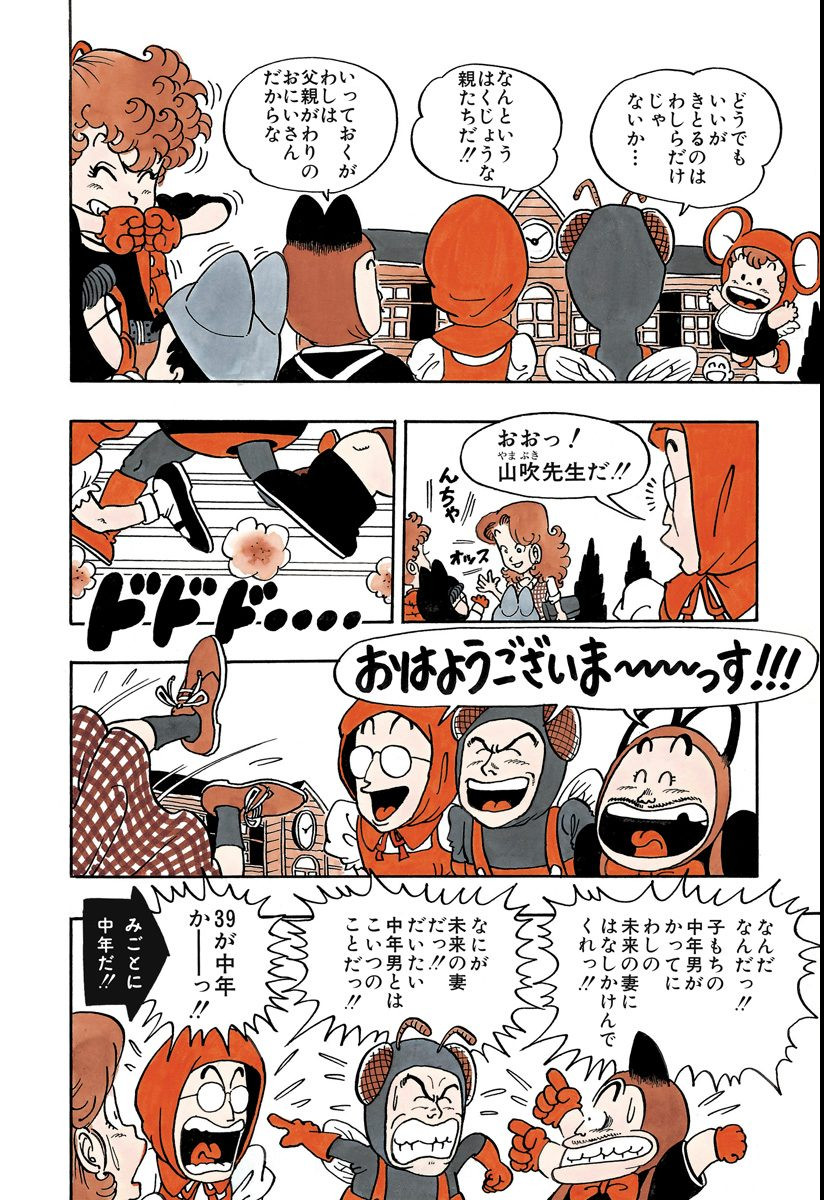 どうでも
いいが
きとるのは
わしらだけ
じゃ
ないか…
なんという
はくじょうな
親たちだ!!
いっておくが
わしは
父親がわりの
おにいさん
だからな
おおっ!
山吹先生だ!!
やまぶき
んちゃ
オッス
ドドド・・・・
おはようございま〜〜〜っす!!!
なんだ
なんだっ!!
子もちの
中年男が
かってに
わしの
未来の妻に
はなしかけんで
くれっ!!
なにが
未来の妻
だっ!!
だいたい
中年男とは
こいつの
ことだっ!!
39が中年
かーーっ!!
みごとに
中年だ!!